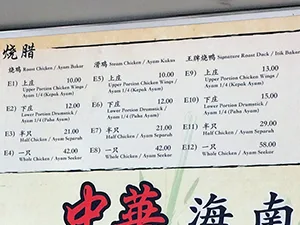 烧腊
烧鸡 Roast Chicken / Ayam Bakar
E1) 上庄 10.00
Upper Portion Chicken Wings /
Ayam 1/4 (Kepak Ayam)
E2) 下庄 12.00
Lower Portion Drumstick /
Ayam 1/4 (Paha Ayam)
E3) 半只 21.00
Half Chicken / Ayam Separuh
E4) 一只 42.00
Whole Chicken / Ayam Seekor
滑鸡 Steam Chicken / Ayam Kukus
E5) 上庄 10.00
Upper Portion Chicken Wings /
Ayam 1/4 (Kepak Ayam)
E6) 下庄 12.00
Lower Portion Drumstick /
Ayam 1/4 (Paha Ayam)
E7) 半只 21.00
Half Chicken / Ayam Separuh
E8) 一只 42.00
Whole Chicken / Ayam Seekor
王牌烧鸭 Signature Roast Duck / Itik Bakar
E9) 上庄 13.00
Upper Portion Chicken Wings /
Ayam 1/4 (Kepak Ayam)
E10) 下庄 15.00
Lower Portion Drumstick /
Ayam 1/4 (Paha Ayam)
E11) 半只 29.00
Half Chicken / Ayam Separuh
E12) 一只 58.00
Whole Chicken / Ayam Seekor
中華海南